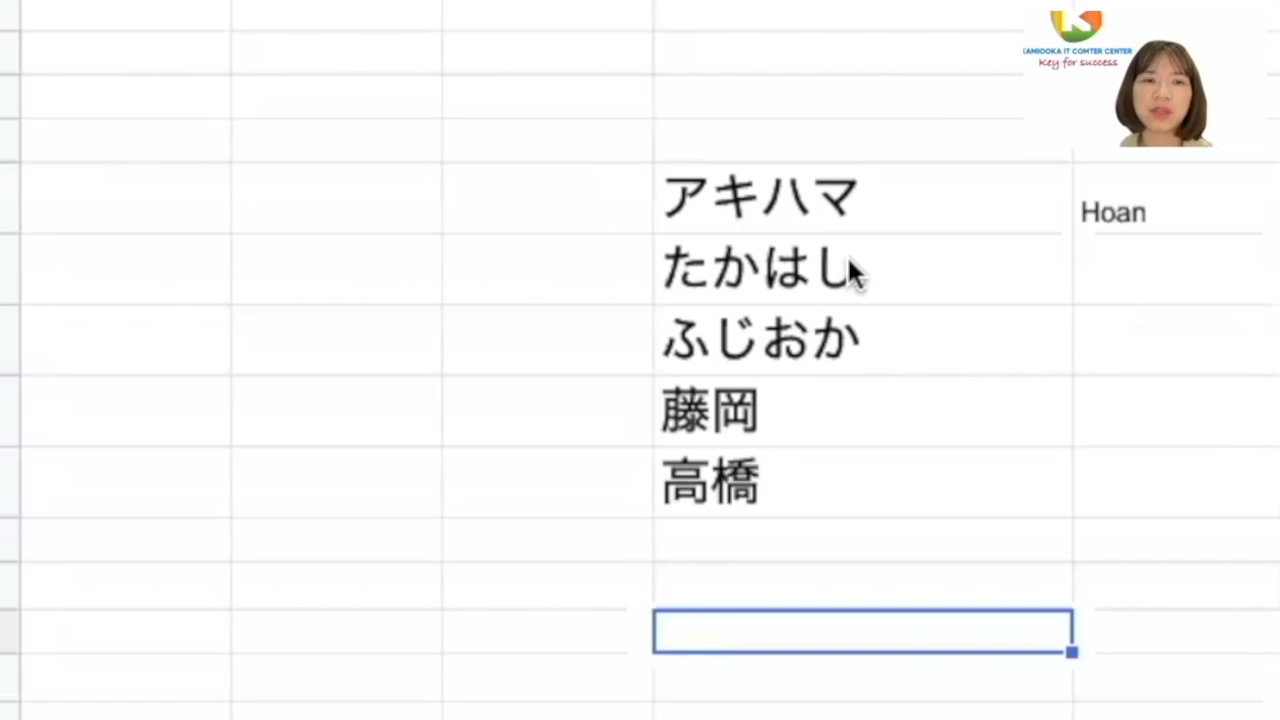 KAMIOOKA IT COMTER CENTER
Key for success
アキハマ
Hoan
たかはし
ふじおか
藤岡
高橋